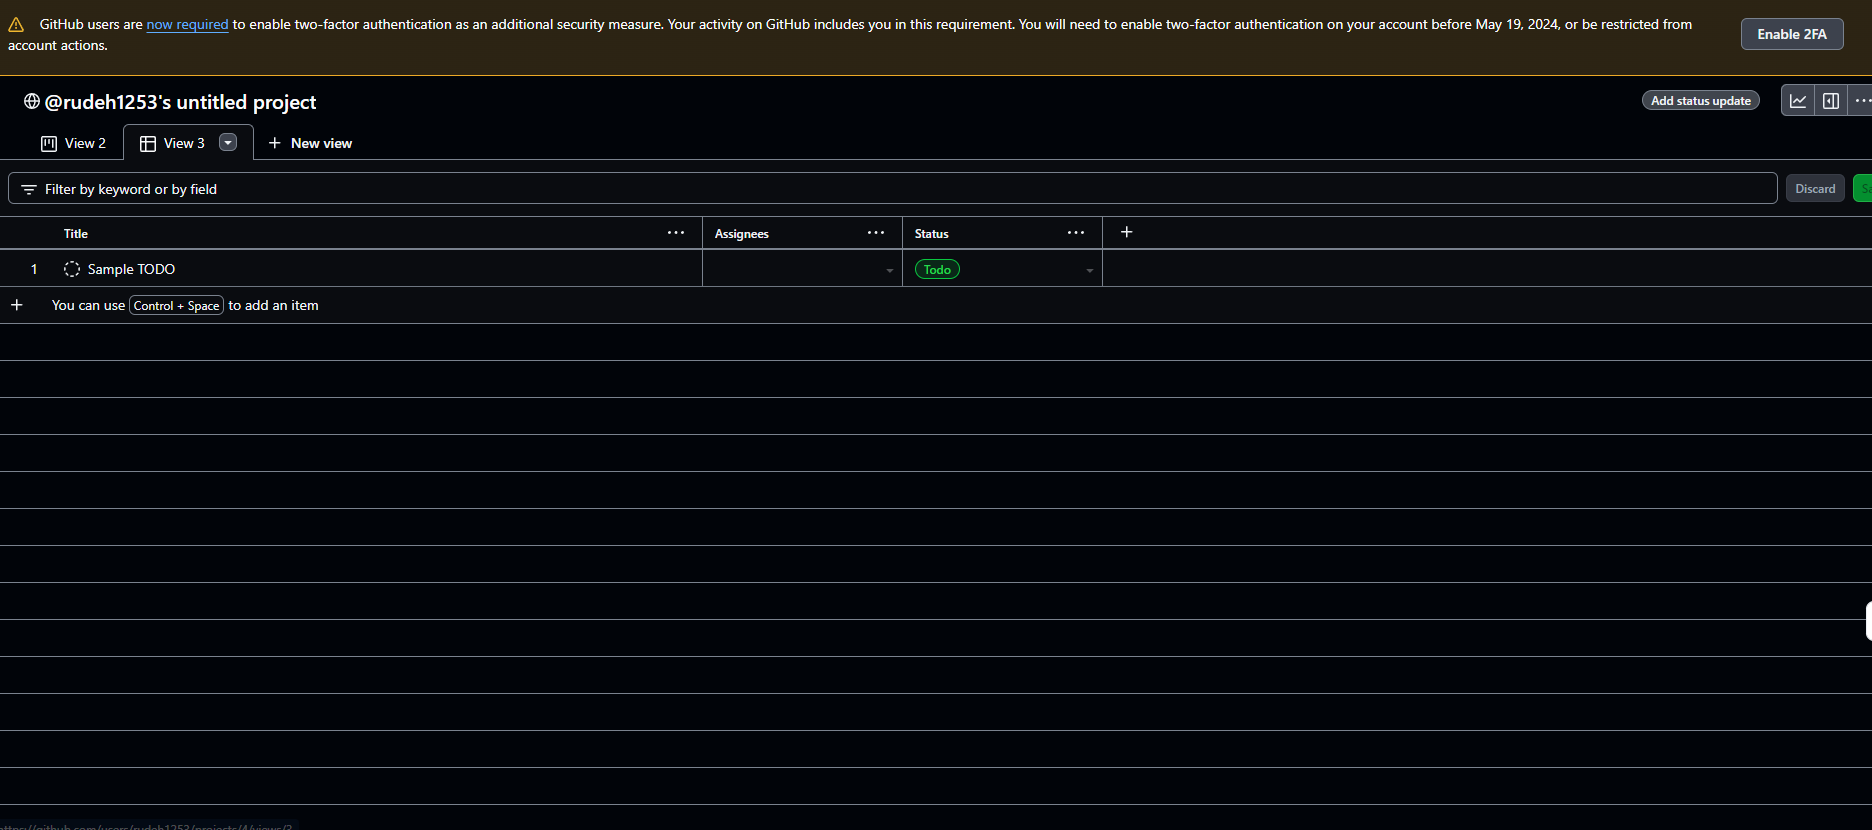 GitHub users are now required to enable two-factor authentication as an additional security measure. Your activity on GitHub includes you in this requirement. You will need to enable two-factor authentication on your account before May 19, 2024, or be restricted from
account actions.
Enable 2FA
@rudeh1253's untitled project
Add status update
View 2
View 3
New view
Filter by keyword or by field
Discard
Title
Assignees
Status
1
Sample TODO
Todo
You can use Control + Space to add an item